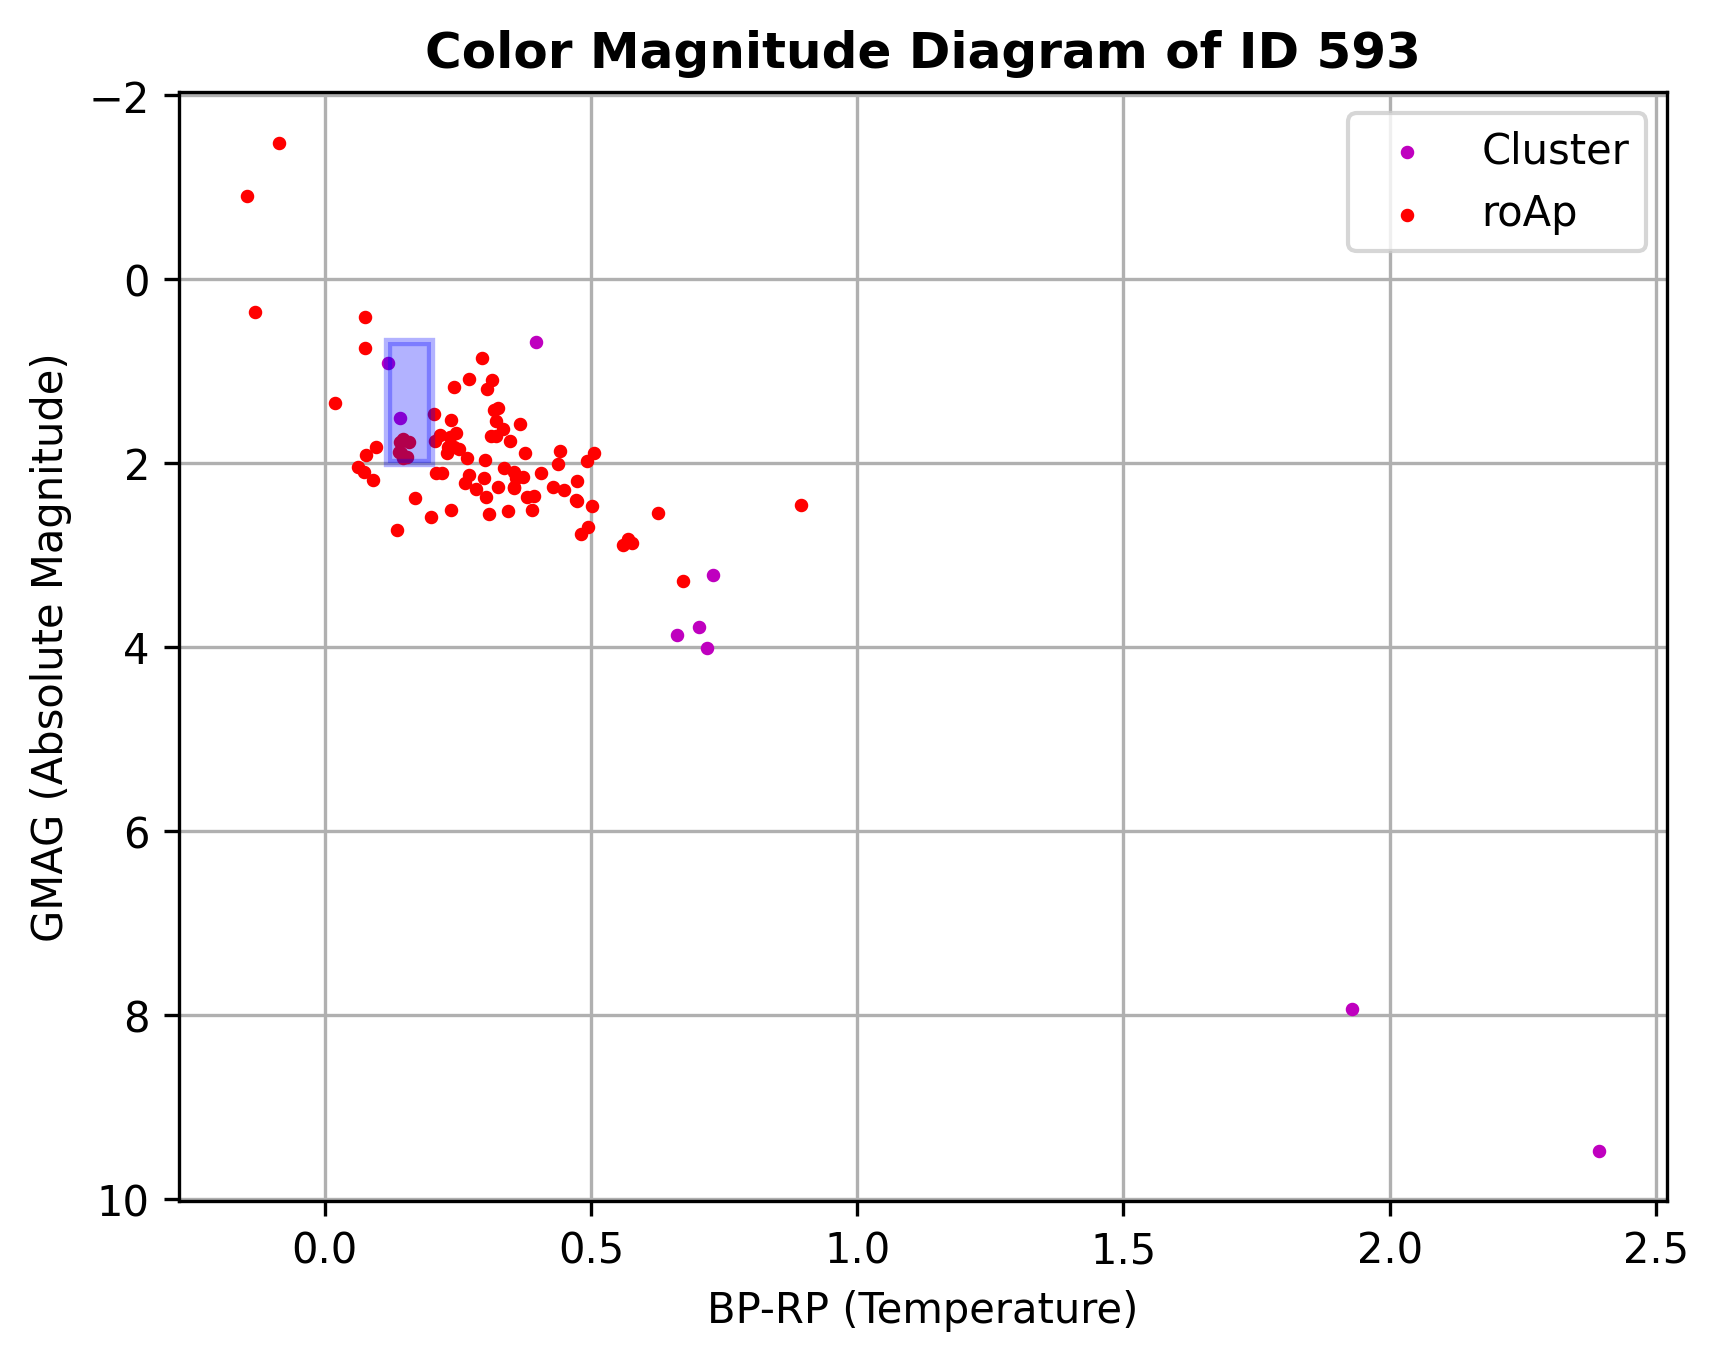 Color Magnitude Diagram of ID 593
Cluster
roAp
GMAG (Absolute Magnitude)
−2
0
2
4
6
8
10
0.0 0.5 1.0 1.5 2.0 2.5
BP-RP (Temperature)